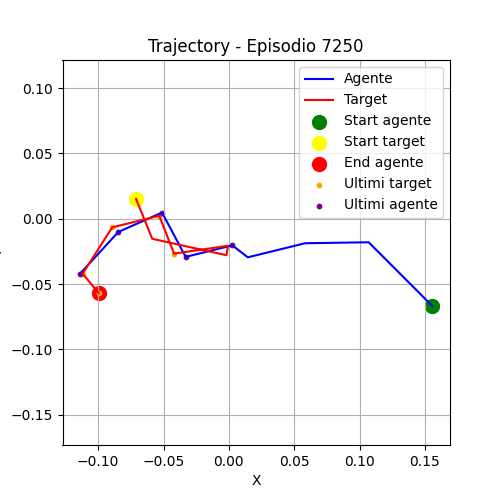 Trajectory - Episodio 7250
Agente
Target
Start agente
Start target
End agente
Ultimi target
Ultimi agente
0.10
0.05
0.00
−0.05
−0.10
−0.15
−0.10
−0.05
0.00
0.05
0.10
0.15
X